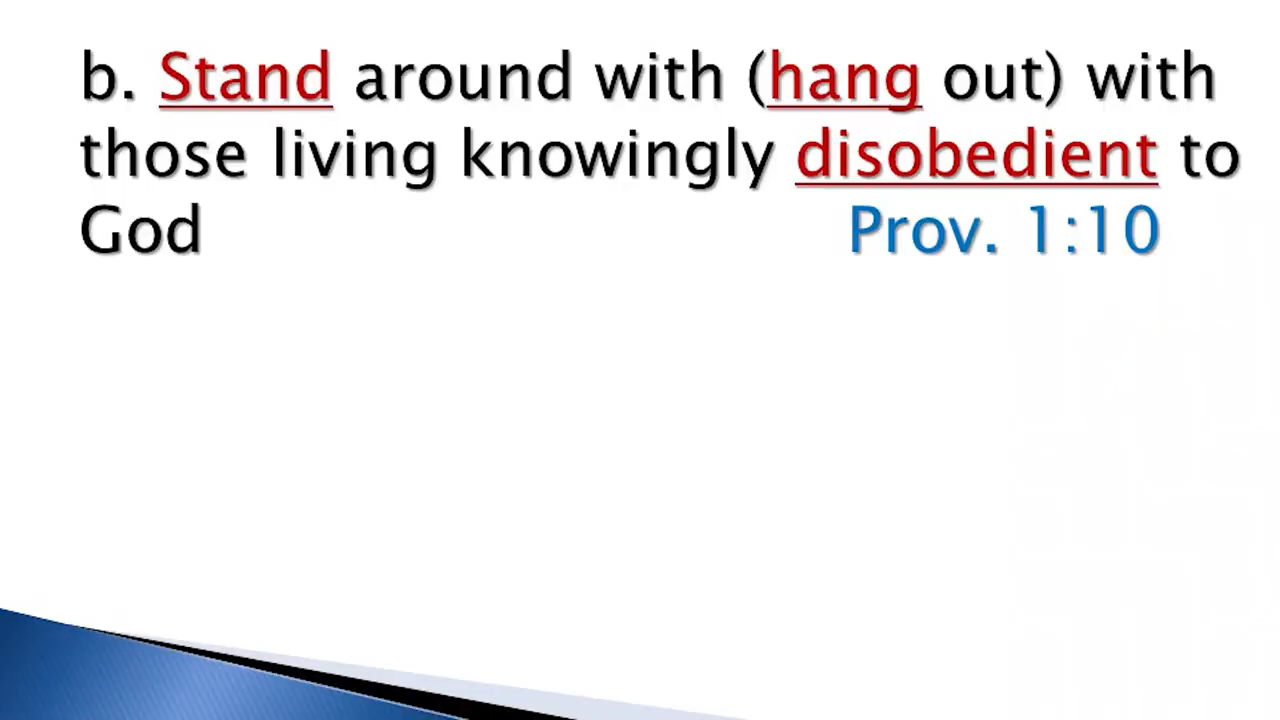 b. Stand around with (hang out) with
those living knowingly disobedient to
God Prov. 1:10